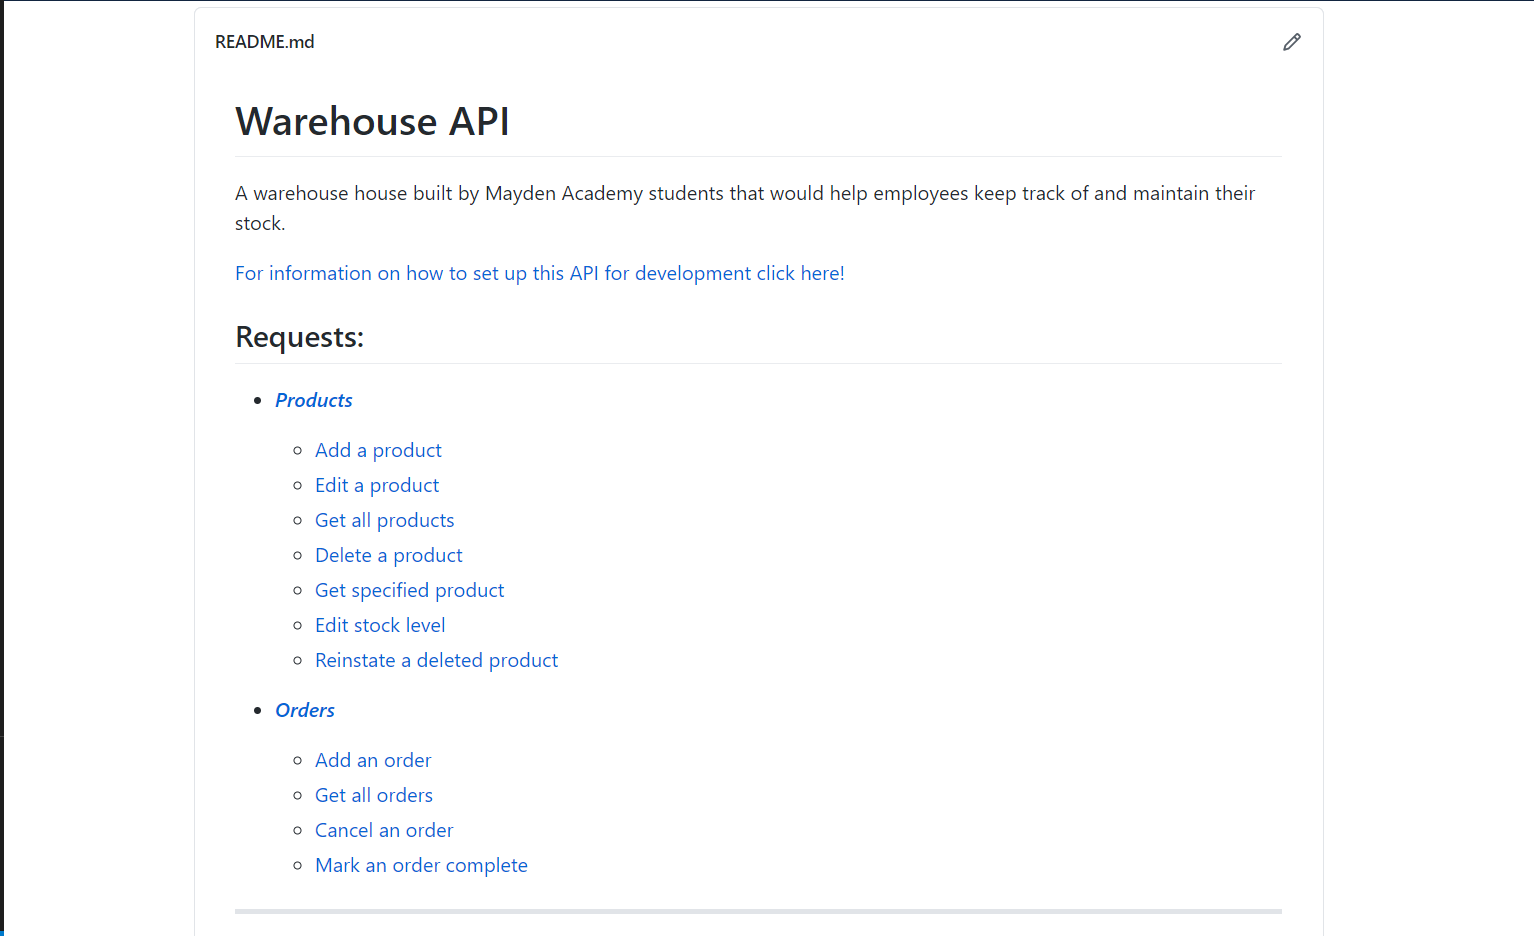 README.md
Warehouse API
A warehouse house built by Mayden Academy students that would help employees keep track of and maintain their
stock.
For information on how to set up this API for development click here!
Requests:
Products
Add a product
Edit a product
Get all products
Delete a product
Get specified product
Edit stock level
Reinstate a deleted product
Orders
Add an order
Get all orders
Cancel an order
Mark an order complete